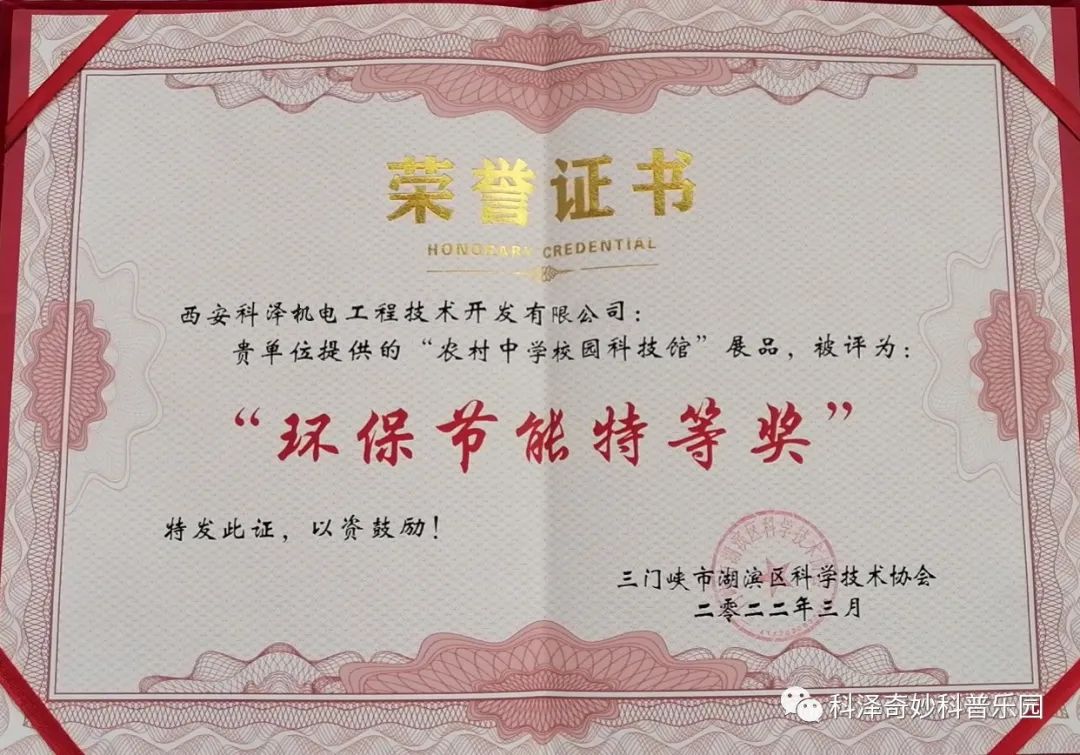 荣誉证书
HONORARY CREDENTIAL
西安科泽机电工程技术开发有限公司：
贵单位提供的“农村中学校园科技馆”展品，被评为：
“环保节能特等奖”
特发此证，以资鼓励！
三门峡市湖滨区科学技术协会
二零二二年三月
科泽奇妙科普乐园